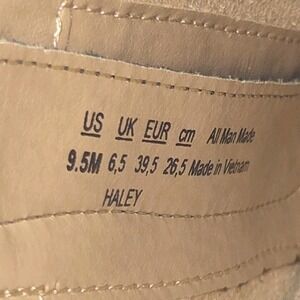 US UK EUR cm All Man Made
9.5M 6,5 39,5 26,5 Made in Vietnam
HALEY